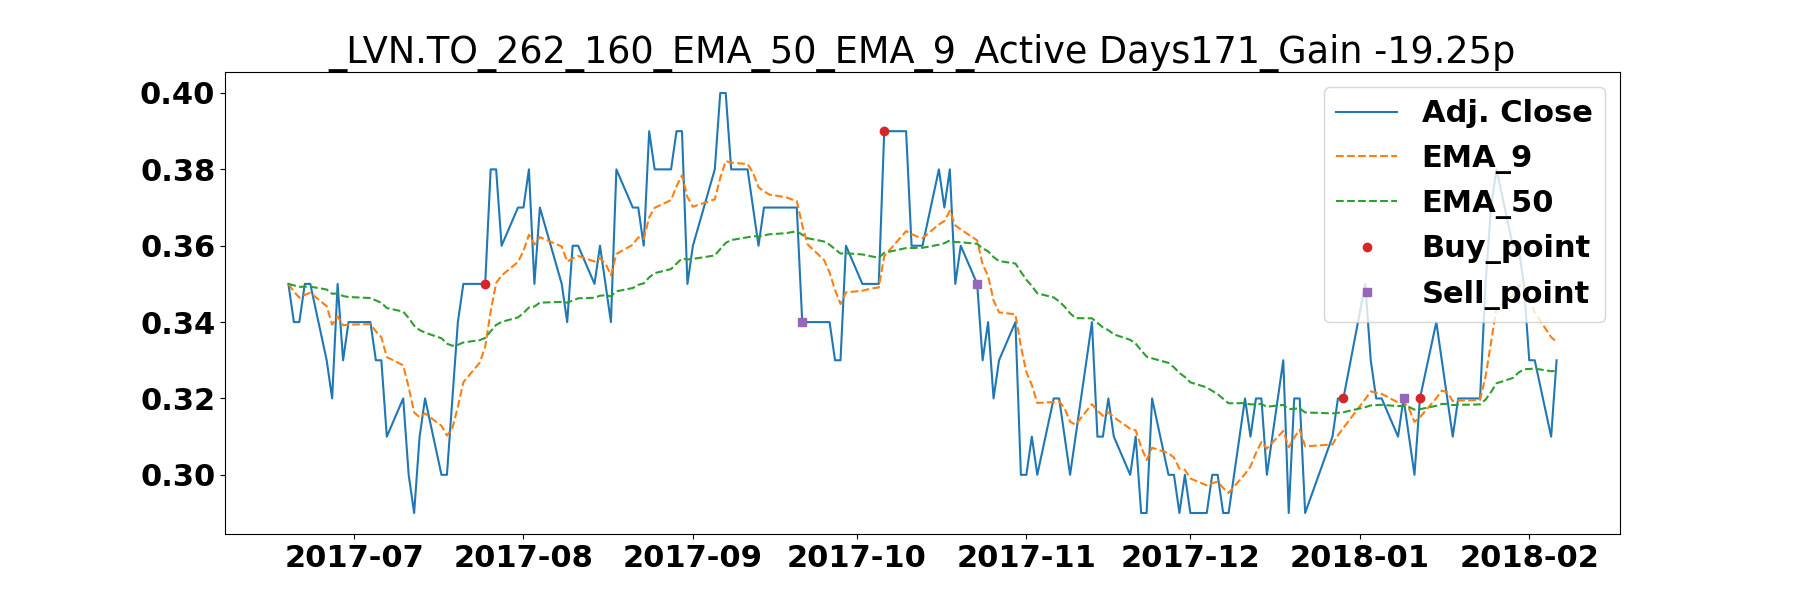 _LVN.TO_262_160_EMA_50_EMA_9_Active Days171_Gain -19.25p
0.40
0.38
0.36
0.34
0.32
0.30
Adj. Close
EMA_9
EMA_50
Buy_point
Sell_point
2017-07 2017-08 2017-09 2017-10 2017-11 2017-12 2018-01 2018-02